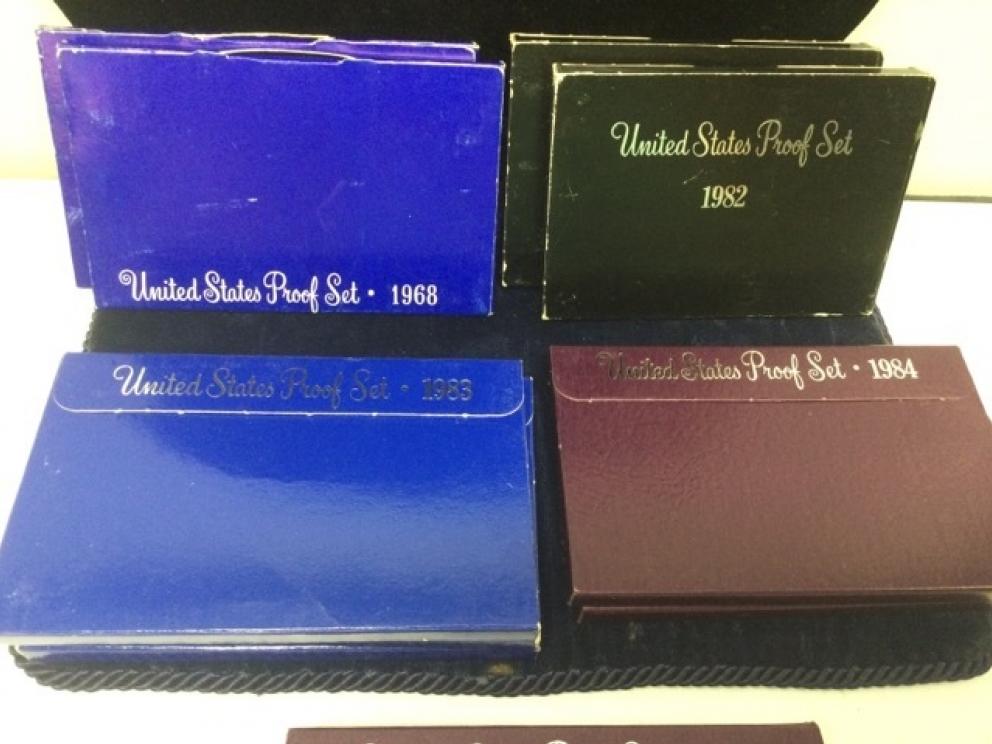 United States Proof Set
1982
United States Proof Set • 1968
United States Proof Set • 1983
United States Proof Set • 1984